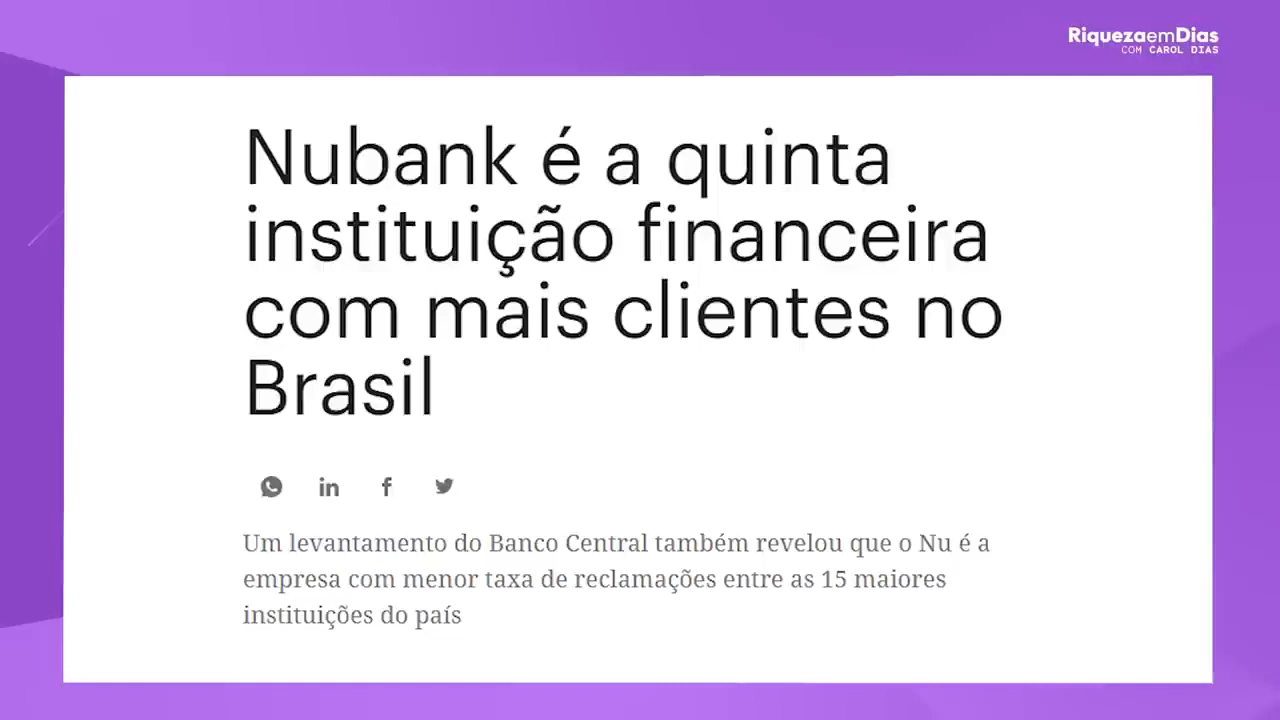 RiquezaemDias
COM CAROL DIAS
Nubank é a quinta
instituição financeira
com mais clientes no
Brasil
Um levantamento do Banco Central também revelou que o Nu é a
empresa com menor taxa de reclamações entre as 15 maiores
instituições do país